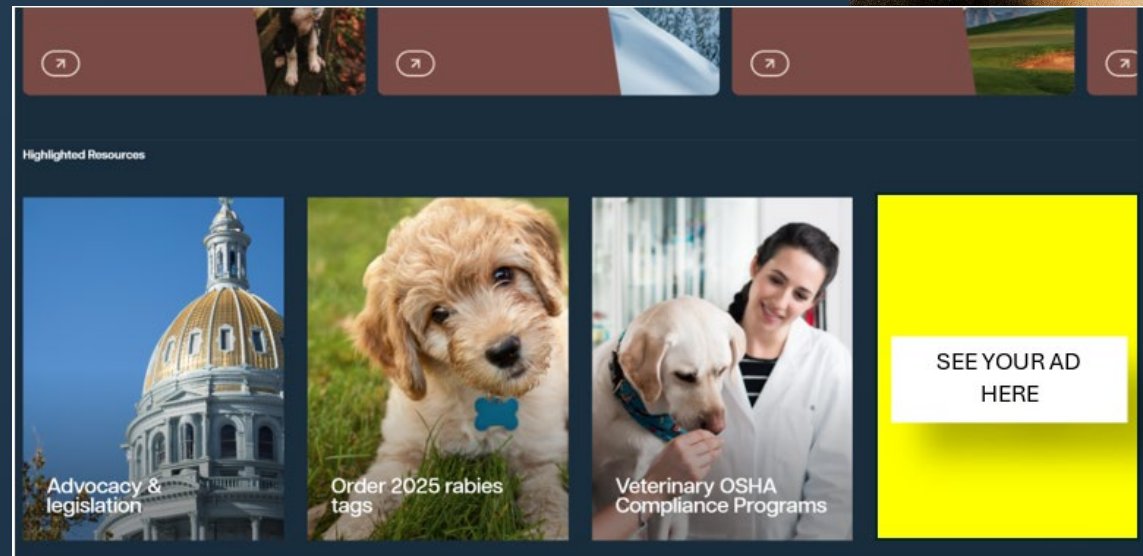 Highlighted Resources
Advocacy &
legislation
Order 2025 rabies
tags
Veterinary OSHA
Compliance Programs
SEE YOUR AD
HERE